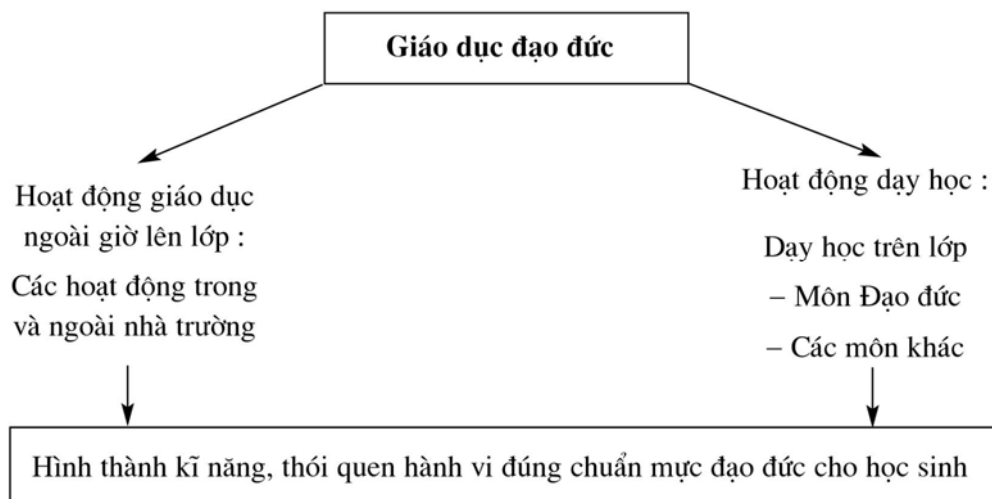 Giáo dục đạo đức
Hoạt động giáo dục
ngoài giờ lên lớp :
Các hoạt động trong
và ngoài nhà trường
Hoạt động dạy học :
Dạy học trên lớp
– Môn Đạo đức
– Các môn khác
Hình thành kĩ năng, thói quen hành vi đúng chuẩn mực đạo đức cho học sinh